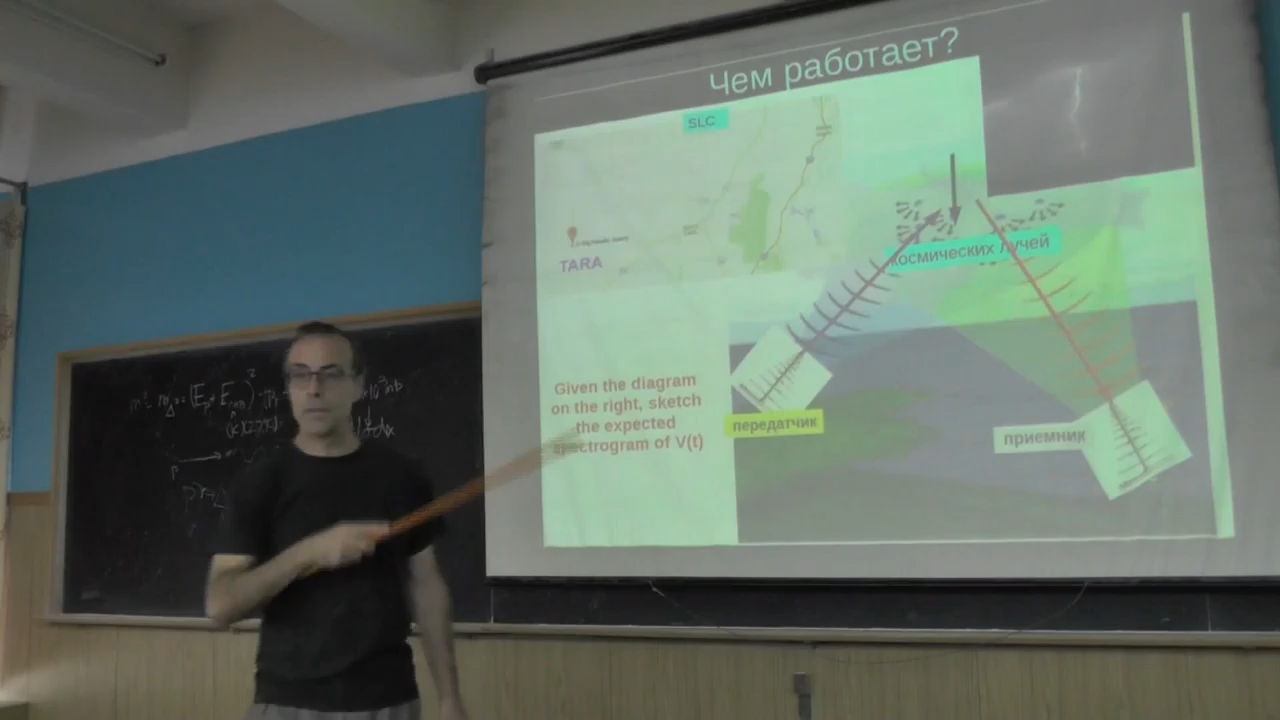 Чем работает?
SLC
TARA
космических лучей
Given the diagram
on the right, sketch
the expected
spectrogram of V(t)
передатчик
приемник